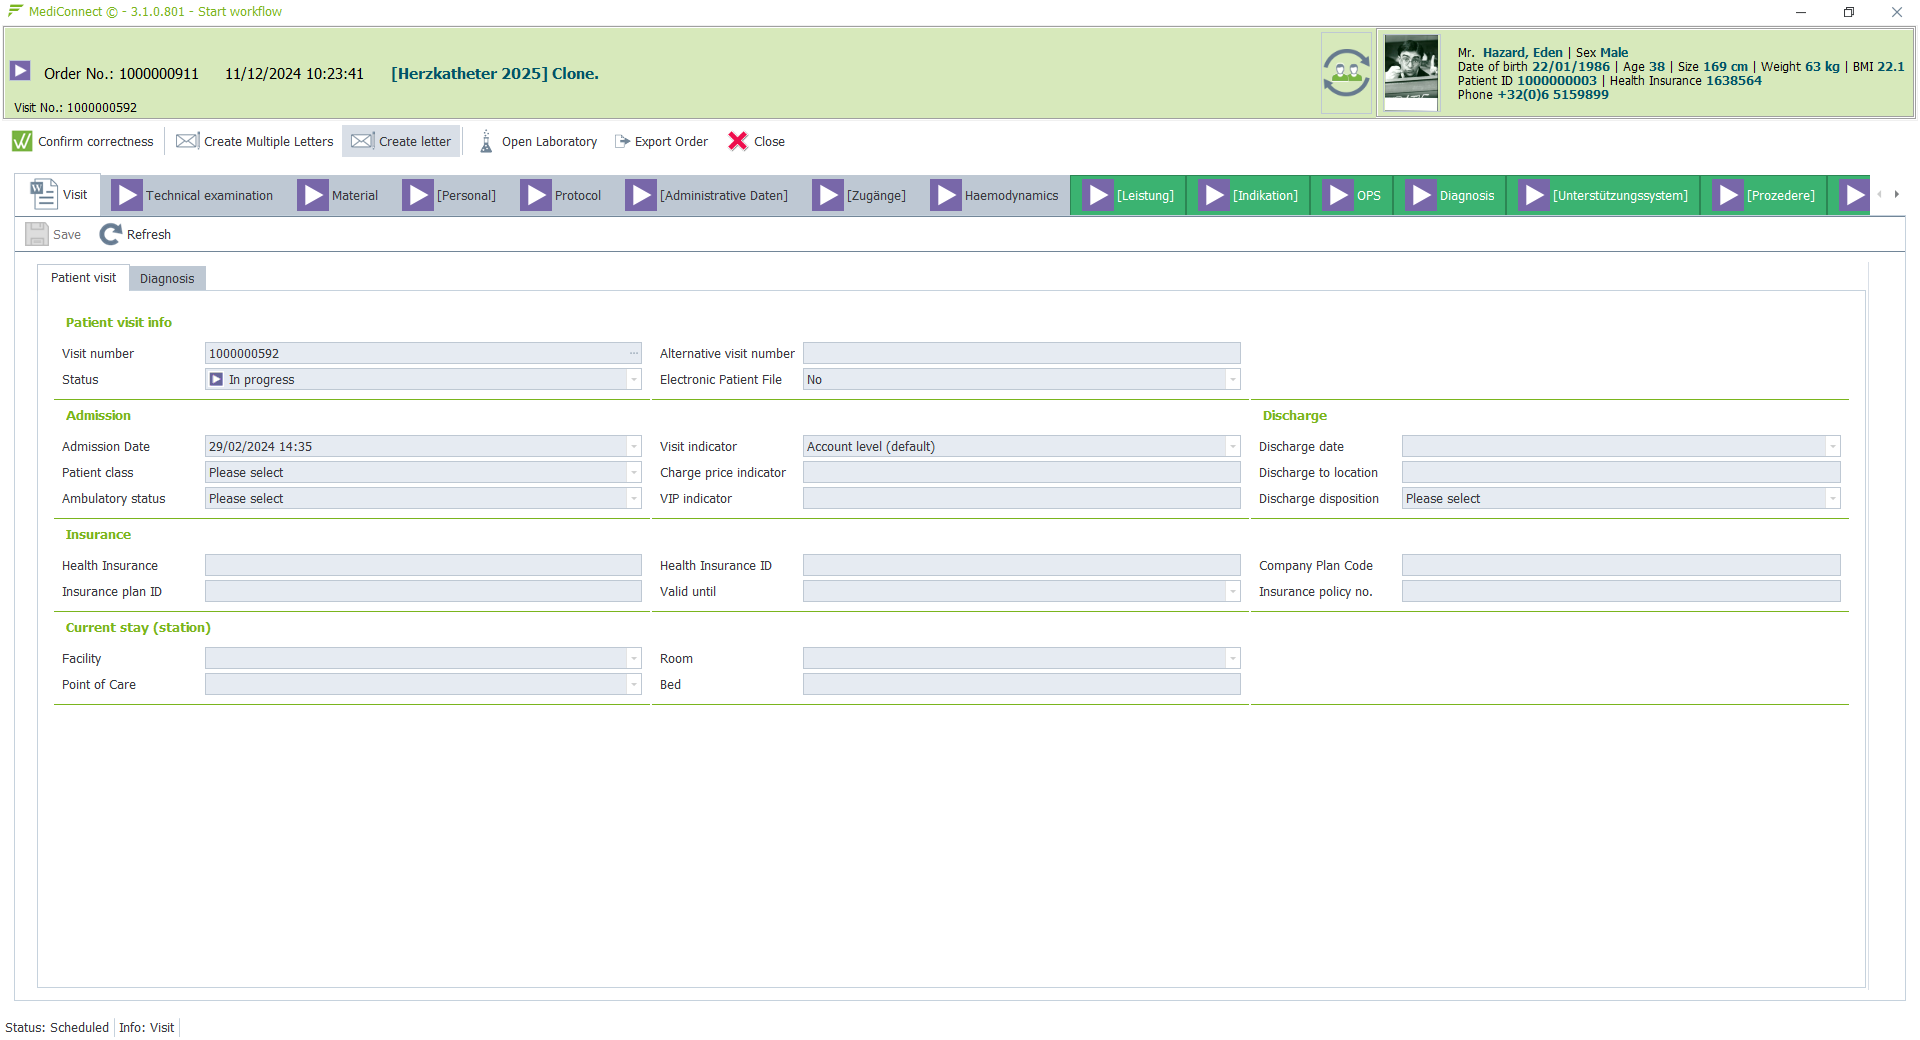 MediConnect © - 3.1.0.801 - Start workflow
Order No.: 1000000911 11/12/2024 10:23:41 [Herzkatheter 2025] Clone.
Visit No.: 1000000592
Mr. Hazard, Eden | Sex Male
Date of birth 22/01/1986 | Age 38 | Size 169 cm | Weight 63 kg | BMI 22.1
Patient ID 1000000003 | Health Insurance 1638564
Phone +32(0)6 5159899
Confirm correctness Create Multiple Letters Create letter Open Laboratory Export Order Close
Visit Technical examination Material [Personal] Protocol [Administrative Daten] [Zugänge] Haemodynamics [Leistung] [Indikation] OPS Diagnosis [Unterstützungssystem] [Prozedere]
Save Refresh
Patient visit Diagnosis
Patient visit info
Visit number 1000000592 ... Alternative visit number
Status In progress Electronic Patient File No
Admission Discharge
Admission Date 29/02/2024 14:35 Visit indicator Account level (default) Discharge date
Patient class Please select Charge price indicator Discharge to location
Ambulatory status Please select VIP indicator Discharge disposition Please select
Insurance
Health Insurance Health Insurance ID Company Plan Code
Insurance plan ID Valid until Insurance policy no.
Current stay (station)
Facility Room
Point of Care Bed
Status: Scheduled Info: Visit